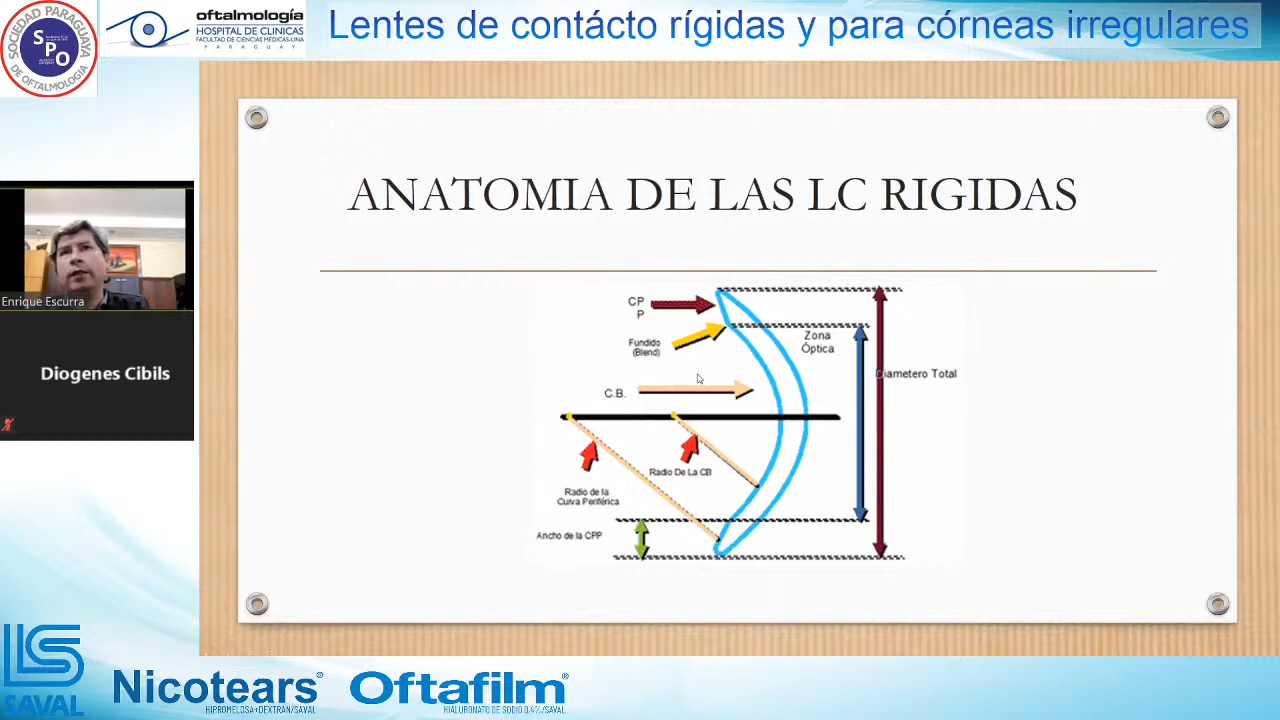 SOCIEDAD PARAGUAYA
DE OFTALMOLOGIA
S
P
O
oftalmología
HOSPITAL DE CLINICAS
FACULTAD DE CIENCIAS MÉDICAS-UNA
PARAGUAY
Lentes de contácto rígidas y para córneas irregulares
ANATOMIA DE LAS LC RIGIDAS
CP
P
Fundido
(Blend)
Zona
Óptica
Diametero Total
C.B.
Radio De La CB
Radio de la
Curva Periférica
Ancho de la CPP
Enrique Escurra
Diogenes Cibils
LS
SAVAL
Nicotears®
HIPROMELOSA+DEXTRAN/SAVAL
Oftafilm®
HIALURONATO DE SODIO 0.4%/SAVAL